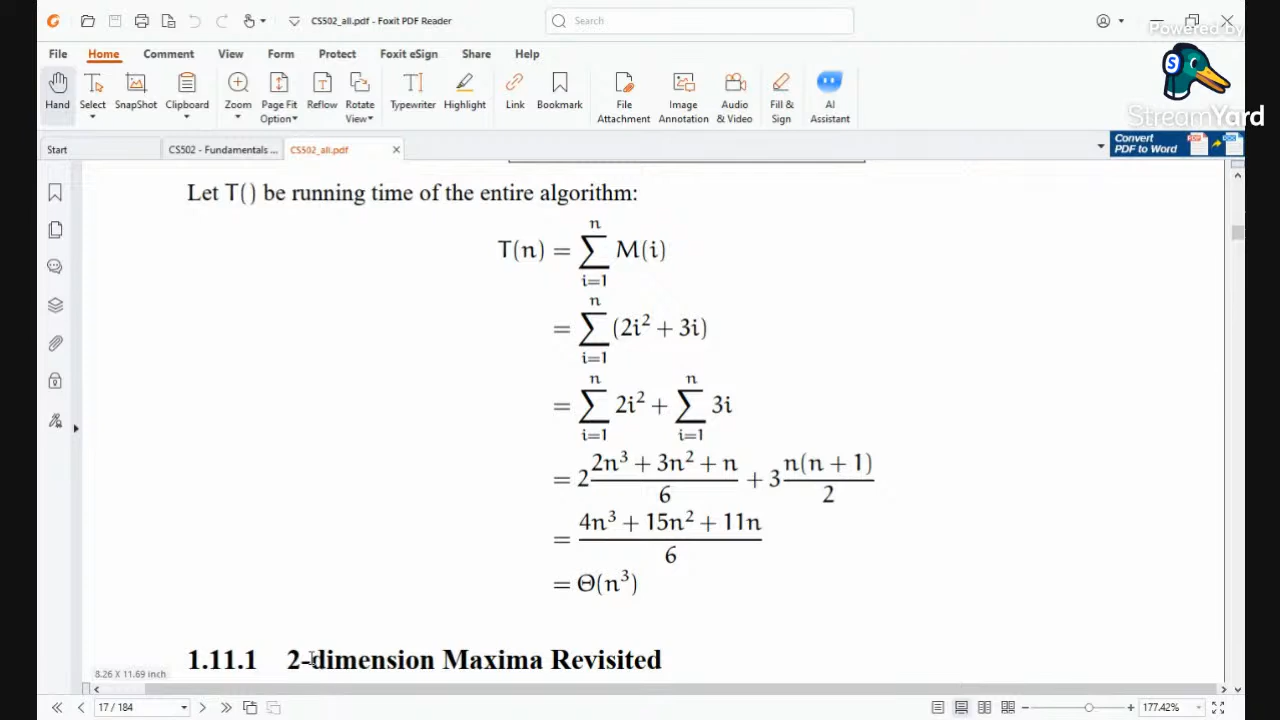 CS502_all.pdf - Foxit PDF Reader
Search
Powered by
StreamYard
File Home Comment View Form Protect Foxit eSign Share Help
Hand Select SnapShot Clipboard Zoom Page Fit Option Reflow Rotate View Typewriter Highlight Link Bookmark File Attachment Image Annotation Audio & Video Fill & Sign AI Assistant
Start CS502 - Fundamentals ... CS502_all.pdf
Convert PDF to Word
Let T() be running time of the entire algorithm:
T(n) = ∑_{i=1}^{n} M(i)
= ∑_{i=1}^{n} (2i² + 3i)
= ∑_{i=1}^{n} 2i² + ∑_{i=1}^{n} 3i
= 2 (2n³ + 3n² + n)/6 + 3 n(n + 1)/2
= (4n³ + 15n² + 11n)/6
= Θ(n³)
1.11.1 2-dimension Maxima Revisited
8.26 X 11.69 inch
17 / 184
177.42%